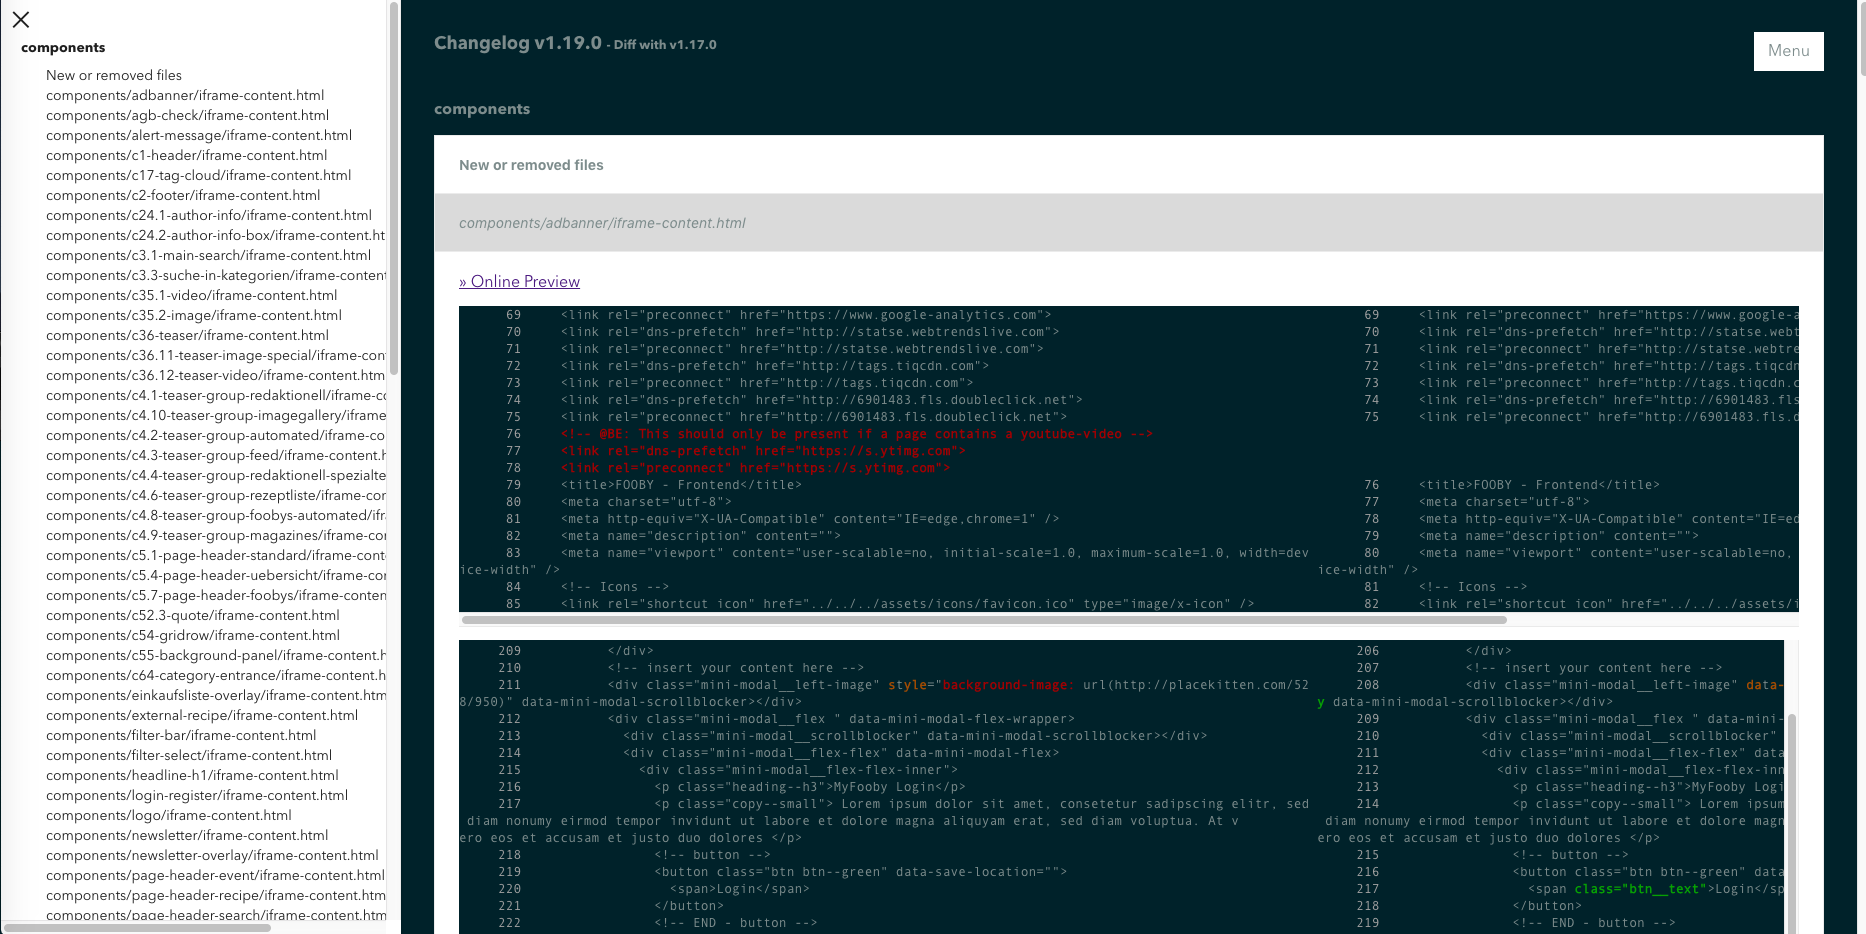 components
New or removed files
components/adbanner/iframe-content.html
components/agb-check/iframe-content.html
components/alert-message/iframe-content.html
components/c1-header/iframe-content.html
components/c17-tag-cloud/iframe-content.html
components/c2-footer/iframe-content.html
components/c24.1-author-info/iframe-content.html
components/c24.2-author-info-box/iframe-content.ht
components/c3.1-main-search/iframe-content.html
components/c3.3-suche-in-kategorien/iframe-content
components/c35.1-video/iframe-content.html
components/c35.2-image/iframe-content.html
components/c36-teaser/iframe-content.html
components/c36.11-teaser-image-special/iframe-con
components/c36.12-teaser-video/iframe-content.htm
components/c4.1-teaser-group-redaktionell/iframe-co
components/c4.10-teaser-group-imagegallery/iframe
components/c4.2-teaser-group-automated/iframe-co
components/c4.3-teaser-group-feed/iframe-content.h
components/c4.4-teaser-group-redaktionell-spezialte
components/c4.6-teaser-group-rezeptliste/iframe-cor
components/c4.8-teaser-group-foobys-automated/ifr
components/c4.9-teaser-group-magazines/iframe-cor
components/c5.1-page-header-standard/iframe-cont
components/c5.4-page-header-uebersicht/iframe-cor
components/c5.7-page-header-foobys/iframe-conten
components/c52.3-quote/iframe-content.html
components/c54-gridrow/iframe-content.html
components/c55-background-panel/iframe-content.h
components/c64-category-entrance/iframe-content.h
components/einkaufsliste-overlay/iframe-content.htm
components/external-recipe/iframe-content.html
components/filter-bar/iframe-content.html
components/filter-select/iframe-content.html
components/headline-h1/iframe-content.html
components/login-register/iframe-content.html
components/logo/iframe-content.html
components/newsletter/iframe-content.html
components/newsletter-overlay/iframe-content.html
components/page-header-event/iframe-content.html
components/page-header-recipe/iframe-content.htm
components/page-header-search/iframe-content.htm
Changelog v1.19.0 - Diff with v1.17.0
Menu
components
New or removed files
components/adbanner/iframe-content.html
» Online Preview
69 <link rel="preconnect" href="https://www.google-analytics.com">
70 <link rel="dns-prefetch" href="http://statse.webtrendslive.com">
71 <link rel="preconnect" href="http://statse.webtrendslive.com">
72 <link rel="dns-prefetch" href="http://tags.tiqcdn.com">
73 <link rel="preconnect" href="http://tags.tiqcdn.com">
74 <link rel="dns-prefetch" href="http://6901483.fls.doubleclick.net">
75 <link rel="preconnect" href="http://6901483.fls.doubleclick.net">
76 <!-- @BE: This should only be present if a page contains a youtube-video -->
77 <link rel="dns-prefetch" href="https://s.ytimg.com">
78 <link rel="preconnect" href="https://s.ytimg.com">
79 <title>FOOBY - Frontend</title>
80 <meta charset="utf-8">
81 <meta http-equiv="X-UA-Compatible" content="IE=edge,chrome=1" />
82 <meta name="description" content="">
83 <meta name="viewport" content="user-scalable=no, initial-scale=1.0, maximum-scale=1.0, width=dev
ice-width" />
84 <!-- Icons -->
85 <link rel="shortcut icon" href="../../../assets/icons/favicon.ico" type="image/x-icon" />
69 <link rel="preconnect" href="https://www.google-a
70 <link rel="dns-prefetch" href="http://statse.webt
71 <link rel="preconnect" href="http://statse.webtre
72 <link rel="dns-prefetch" href="http://tags.tiqcdn
73 <link rel="preconnect" href="http://tags.tiqcdn.c
74 <link rel="dns-prefetch" href="http://6901483.fls
75 <link rel="preconnect" href="http://6901483.fls.d
76 <title>FOOBY - Frontend</title>
77 <meta charset="utf-8">
78 <meta http-equiv="X-UA-Compatible" content="IE=ed
79 <meta name="description" content="">
80 <meta name="viewport" content="user-scalable=no,
ice-width" />
81 <!-- Icons -->
82 <link rel="shortcut icon" href="../../../assets/i
209 </div>
210 <!-- insert your content here -->
211 <div class="mini-modal__left-image" style="background-image: url(http://placekitten.com/52
8/950)" data-mini-modal-scrollblocker></div>
212 <div class="mini-modal__flex " data-mini-modal-flex-wrapper>
213 <div class="mini-modal__scrollblocker" data-mini-modal-scrollblocker></div>
214 <div class="mini-modal__flex-flex" data-mini-modal-flex>
215 <div class="mini-modal__flex-flex-inner">
216 <p class="heading--h3">MyFooby Login</p>
217 <p class="copy--small"> Lorem ipsum dolor sit amet, consetetur sadipscing elitr, sed
diam nonumy eirmod tempor invidunt ut labore et dolore magna aliquyam erat, sed diam voluptua. At v
ero eos et accusam et justo duo dolores </p>
218 <!-- button -->
219 <button class="btn btn--green" data-save-location="">
220 <span>Login</span>
221 </button>
222 <!-- END - button -->
206 </div>
207 <!-- insert your content here -->
208 <div class="mini-modal__left-image" data-
y data-mini-modal-scrollblocker></div>
209 <div class="mini-modal__flex " data-mini-
210 <div class="mini-modal__scrollblocker"
211 <div class="mini-modal__flex-flex" data
212 <div class="mini-modal__flex-flex-inn
213 <p class="heading--h3">MyFooby Logi
214 <p class="copy--small"> Lorem ipsum
diam nonumy eirmod tempor invidunt ut labore et dolore magn
ero eos et accusam et justo duo dolores </p>
215 <!-- button -->
216 <button class="btn btn--green" data
217 <span class="btn__text">Login</sp
218 </button>
219 <!-- END - button -->